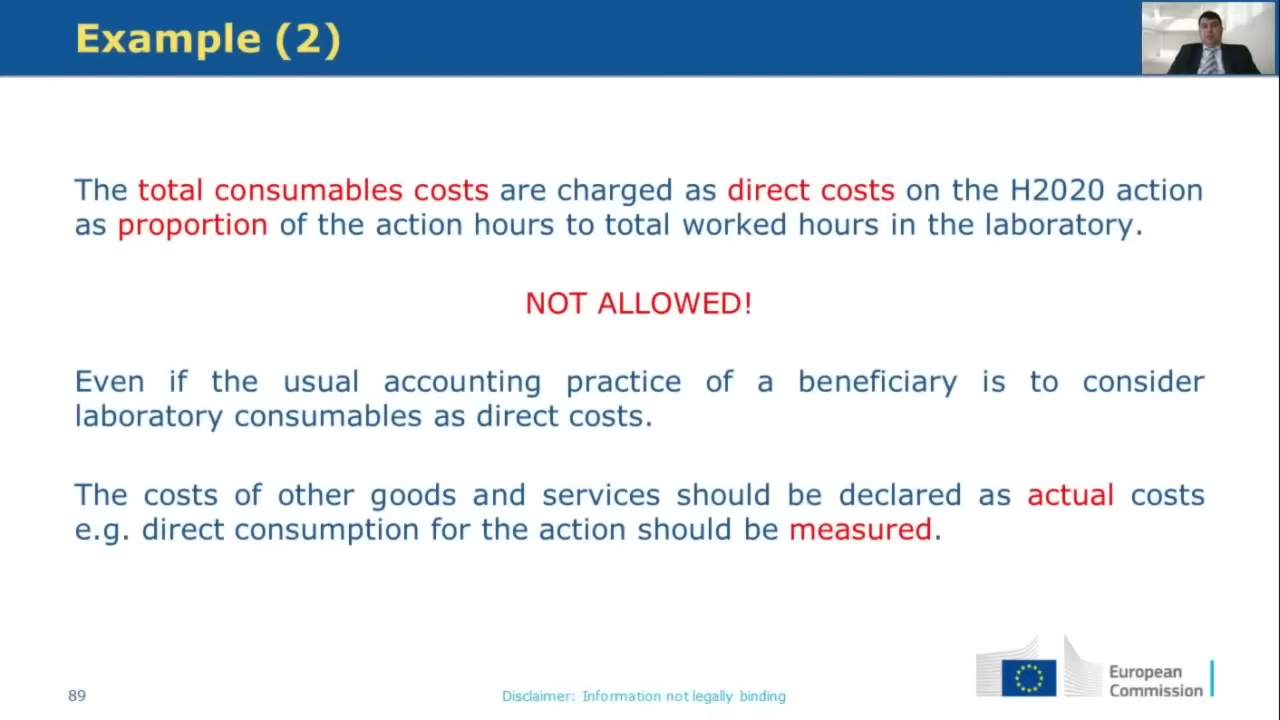 Example (2)
The total consumables costs are charged as direct costs on the H2020 action
as proportion of the action hours to total worked hours in the laboratory.
NOT ALLOWED!
Even if the usual accounting practice of a beneficiary is to consider
laboratory consumables as direct costs.
The costs of other goods and services should be declared as actual costs
e.g. direct consumption for the action should be measured.
89
Disclaimer: Information not legally binding
European
Commission